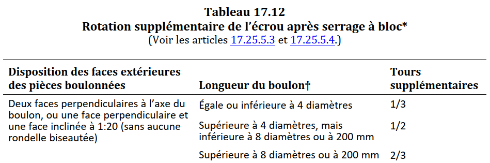 Tableau 17.12
Rotation supplémentaire de l'écrou après serrage à bloc*
(Voir les articles 17.25.5.3 et 17.25.5.4.)
Disposition des faces extérieures
des pièces boulonnées
Longueur du boulon†
Tours
supplémentaires
Deux faces perpendiculaires à l'axe du
boulon, ou une face perpendiculaire et
une face inclinée à 1:20 (sans aucune
rondelle biseautée)
Égale ou inférieure à 4 diamètres
1/3
Supérieure à 4 diamètres, mais
inférieure à 8 diamètres ou à 200 mm
1/2
Supérieure à 8 diamètres ou à 200 mm
2/3